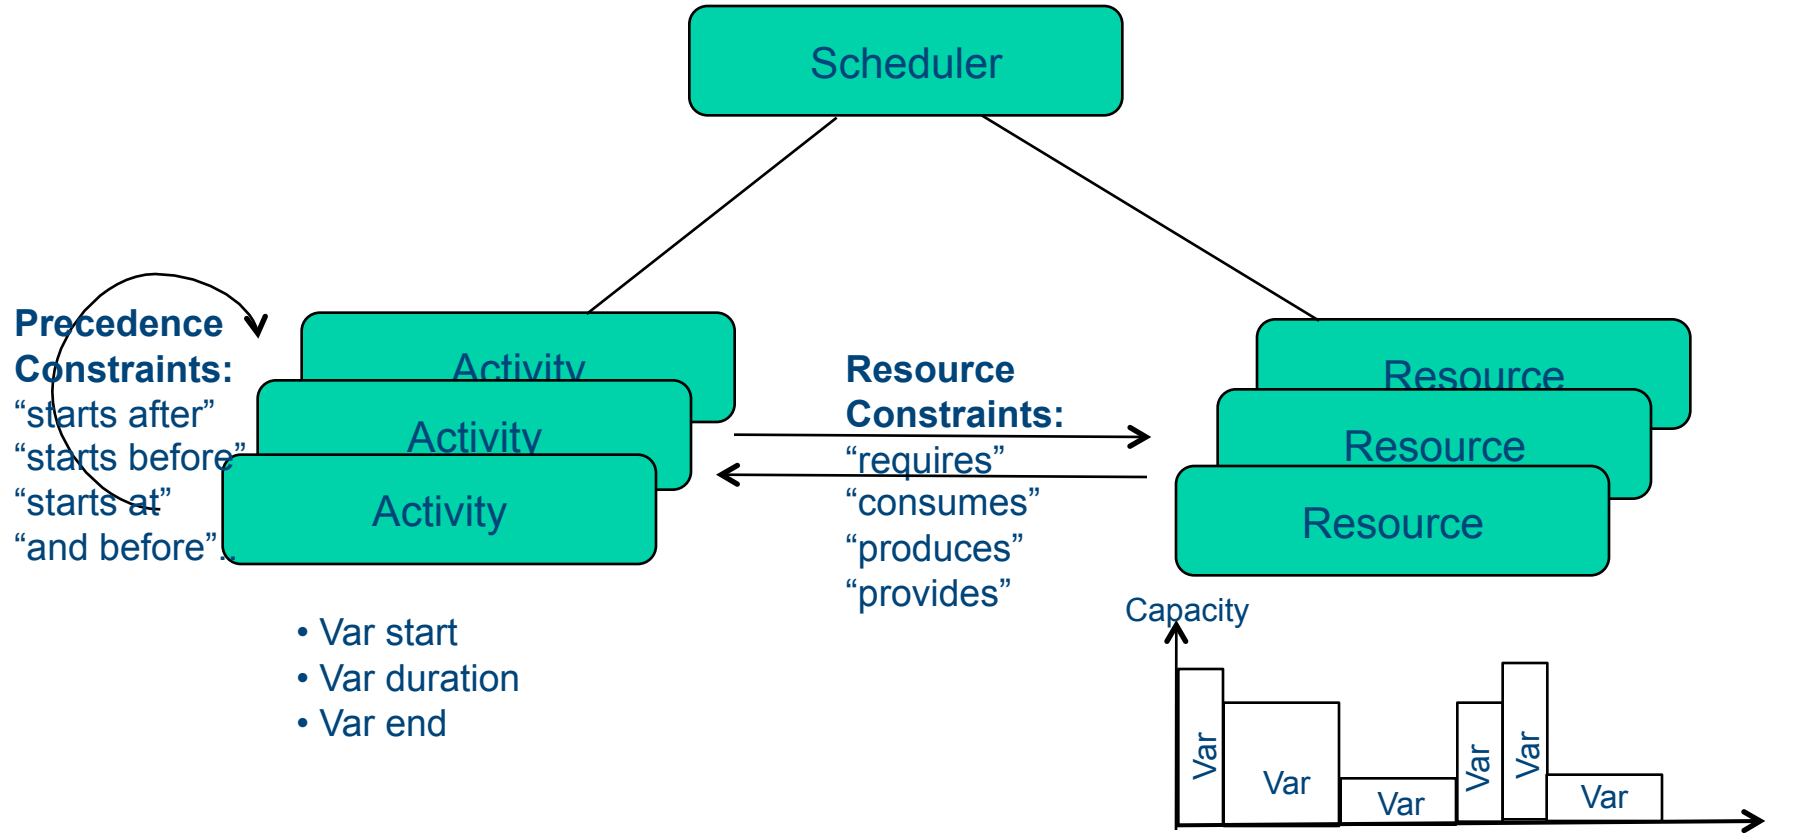 Scheduler
Precedence
Constraints:
“starts after”
“starts before”
“starts at”
“and before”..
Activity
Activity
Activity
• Var start
• Var duration
• Var end
Resource
Constraints:
“requires”
“consumes”
“produces”
“provides”
Resource
Resource
Resource
Capacity
Var
Var
Var
Var
Var
Var